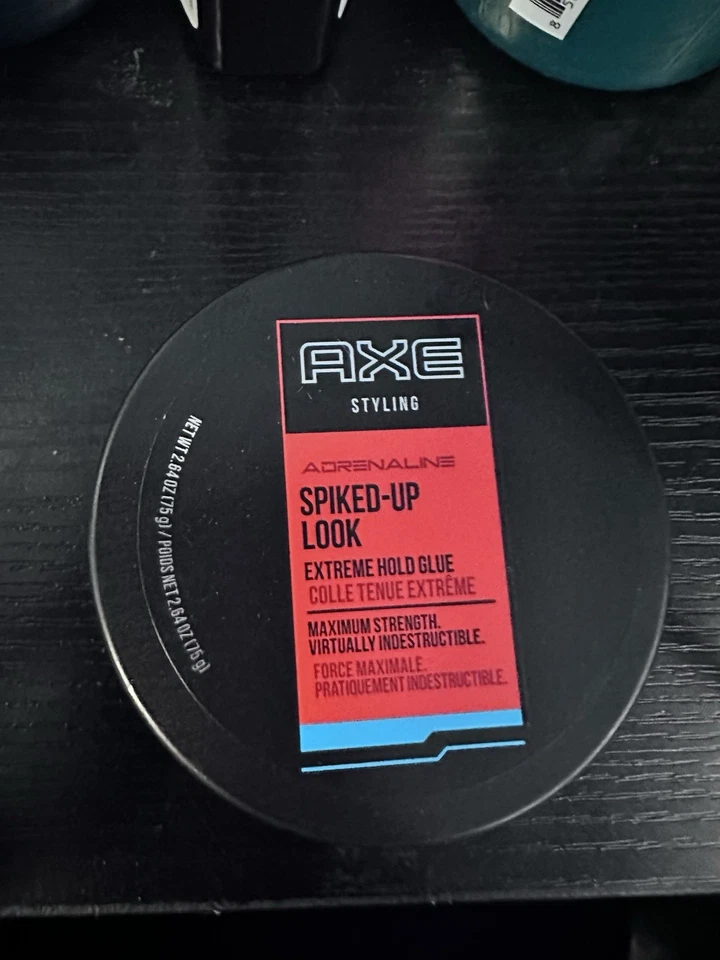 AXE
STYLING
ADRENALINE
SPIKED-UP
LOOK
EXTREME HOLD GLUE
COLLE TENUE EXTRÊME
MAXIMUM STRENGTH.
VIRTUALLY INDESTRUCTIBLE.
FORCE MAXIMALE.
PRATIQUEMENT INDESTRUCTIBLE.
NET WT 2.64 OZ (75 g) / POIDS NET 2.64 OZ (75 g)
8